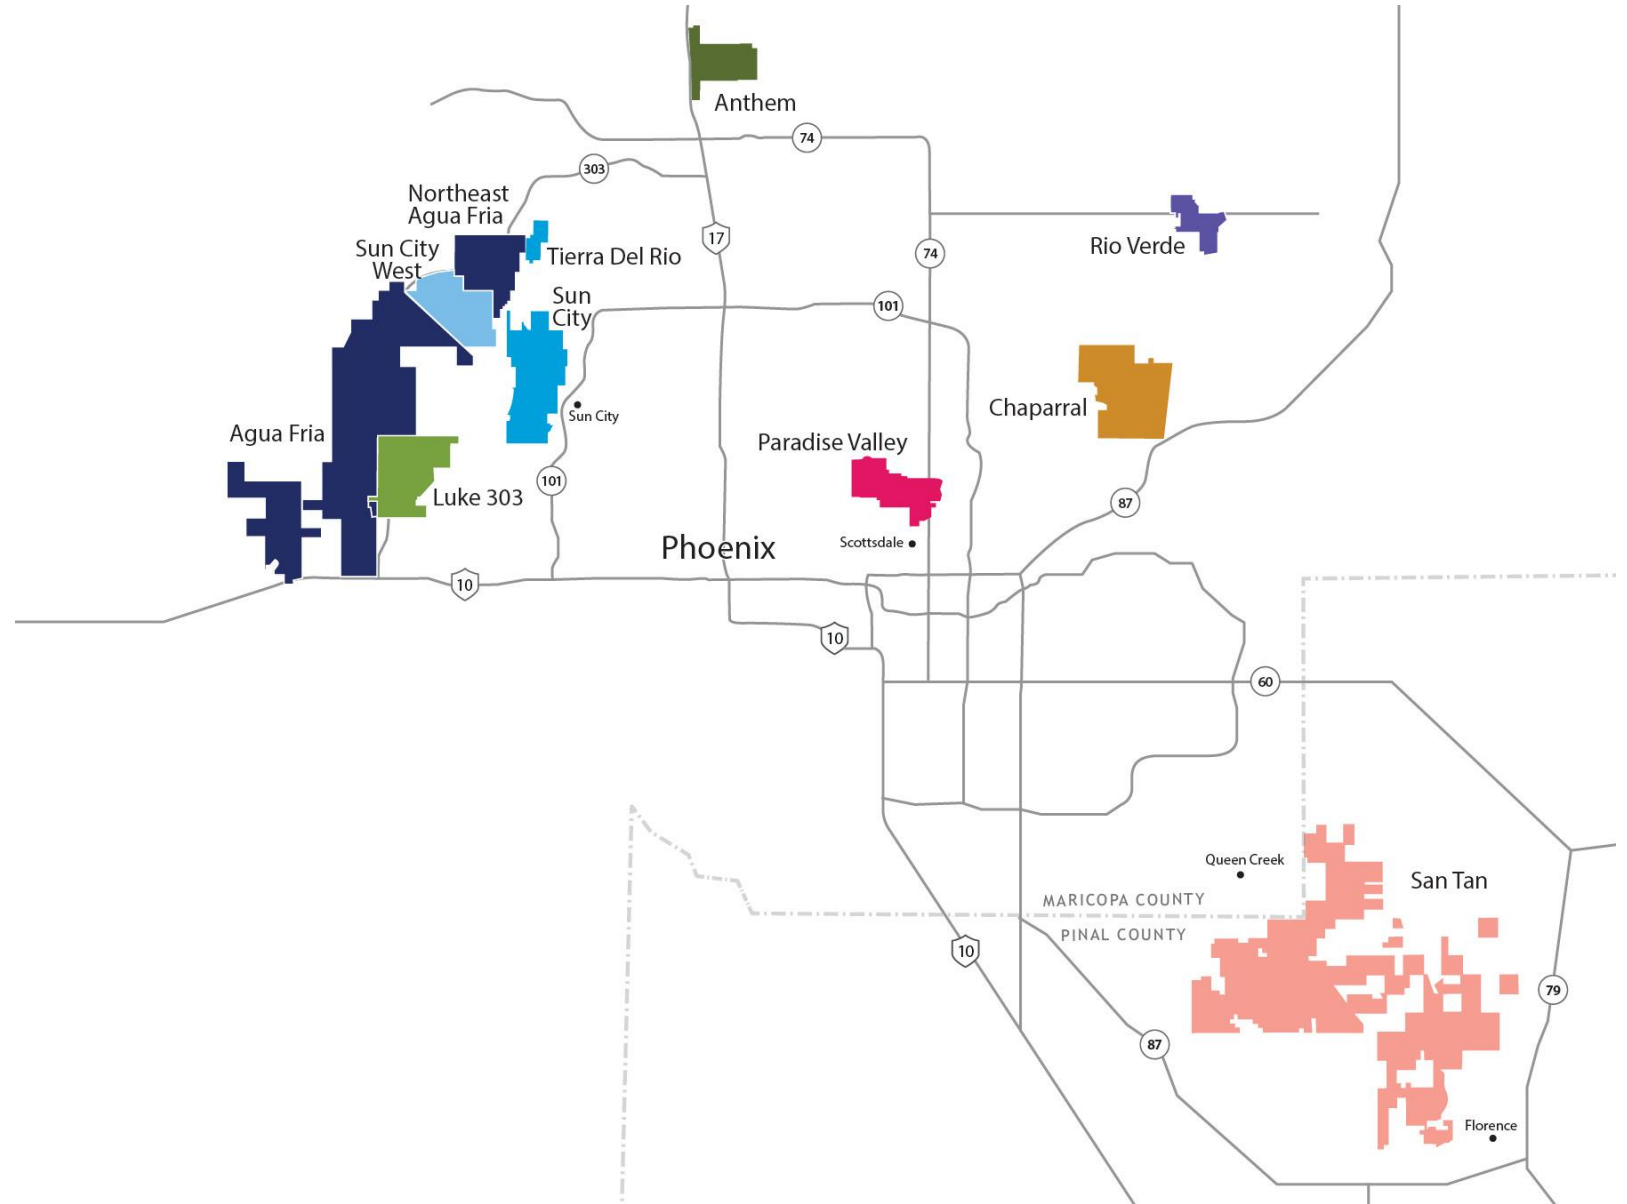 Anthem
74
303
Northeast
Agua Fria
17
Sun City
West
Tierra Del Rio
Rio Verde
74
Sun
City
101
Chaparral
Sun City
Agua Fria
Paradise Valley
101
Luke 303
87
Scottsdale
Phoenix
10
10
60
Queen Creek
San Tan
MARICOPA COUNTY
PINAL COUNTY
10
79
87
Florence